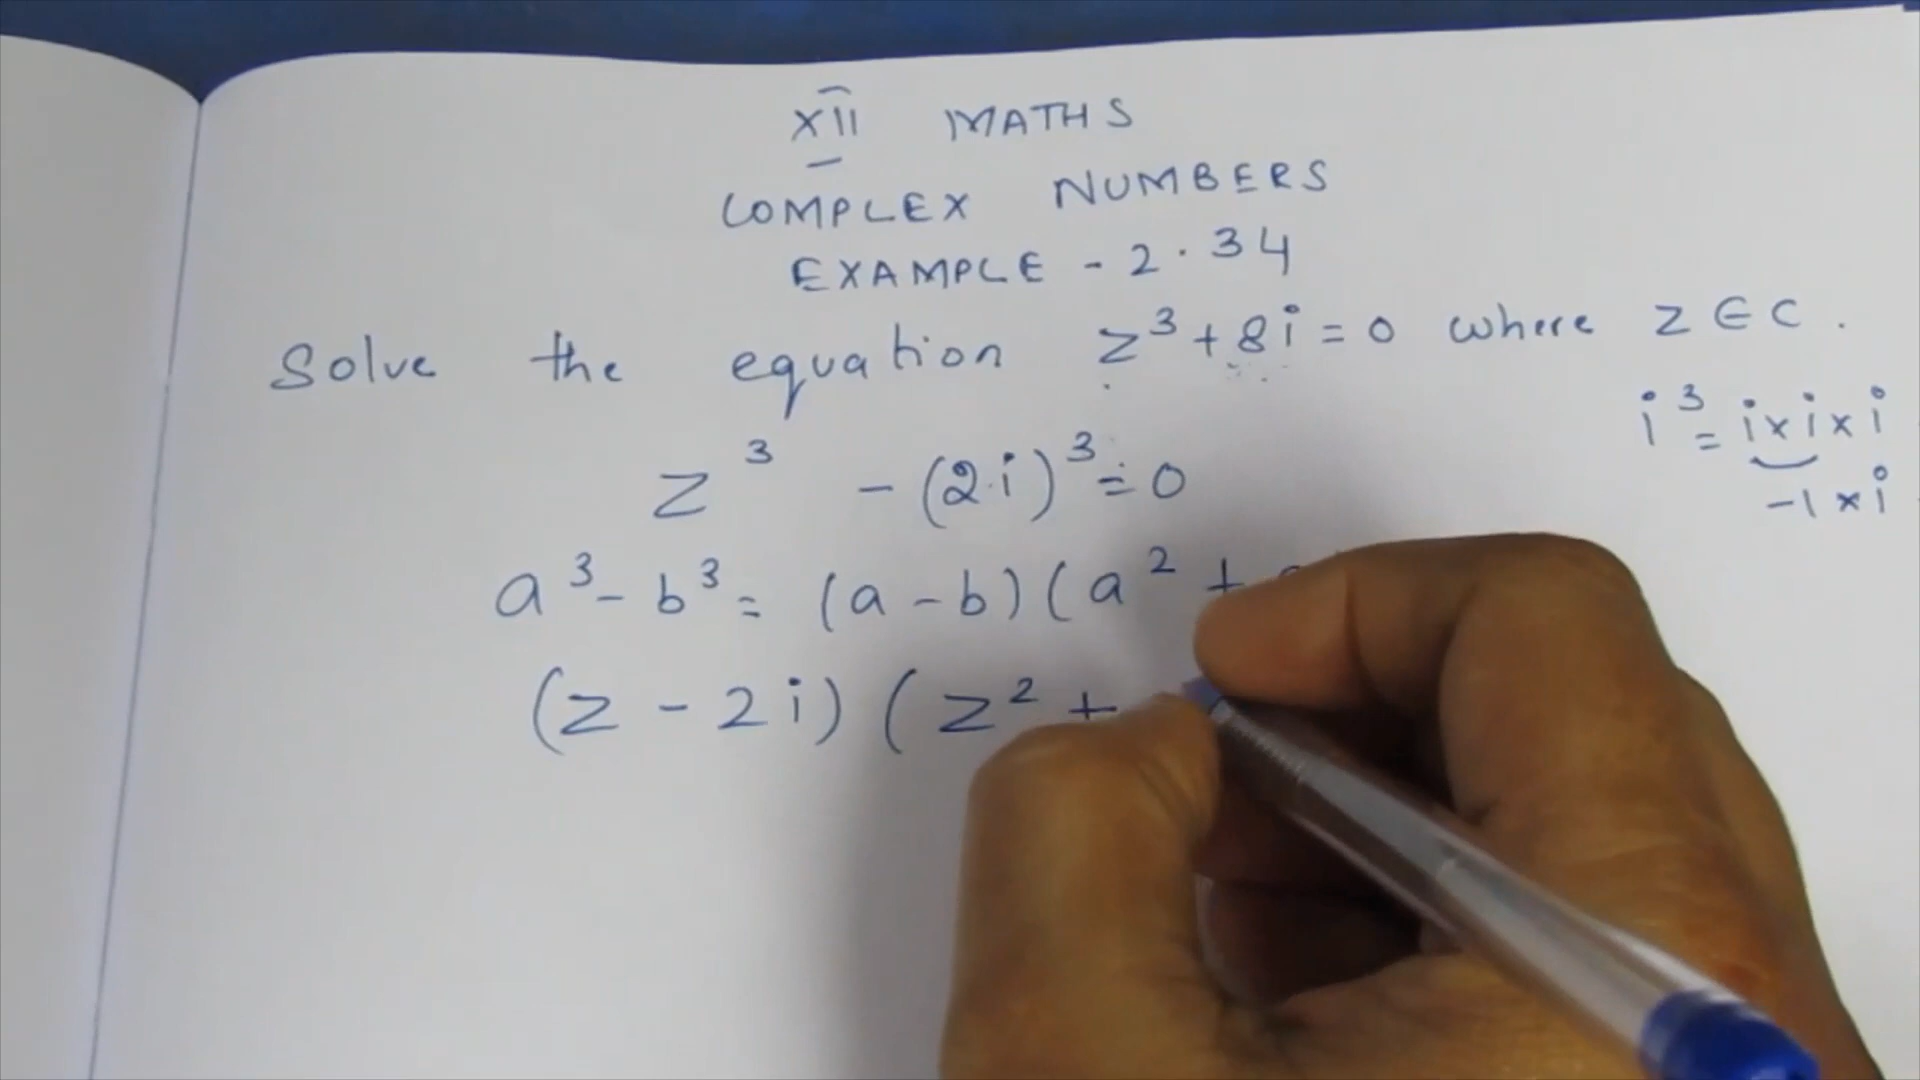 XII MATHS
COMPLEX NUMBERS
EXAMPLE - 2.34
Solve the equation z³ + 8i = 0 where z ∈ C.
i³ = i×i×i
-1×i
z³ - (2i)³ = 0
a³ - b³ = (a - b)(a² +
(z - 2i)(z² +